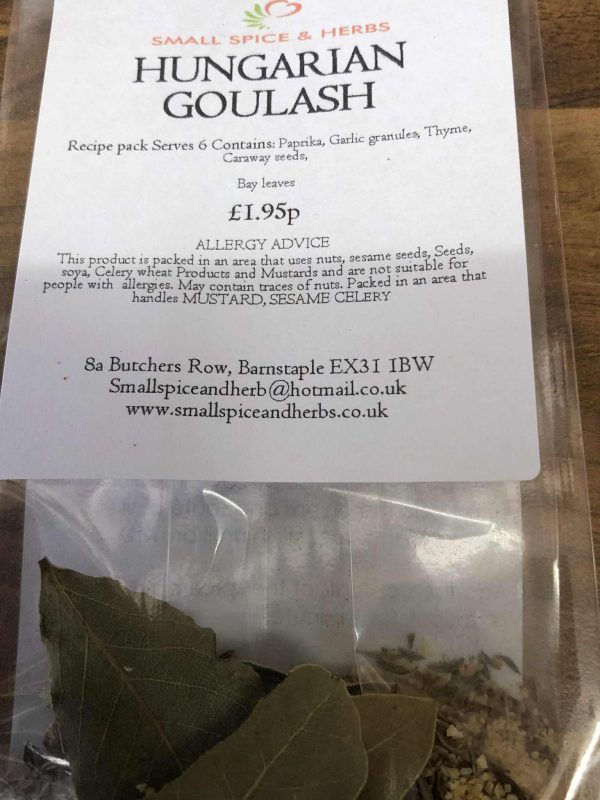 SMALL SPICE & HERBS
HUNGARIAN
GOULASH
Recipe pack Serves 6 Contains: Paprika, Garlic granules, Thyme,
Caraway seeds,
Bay leaves
£1.95p
ALLERGY ADVICE
This product is packed in an area that uses nuts, sesame seeds, Seeds,
soya, Celery wheat Products and Mustards and are not suitable for
people with allergies. May contain traces of nuts. Packed in an area that
handles MUSTARD, SESAME CELERY
8a Butchers Row, Barnstaple EX31 1BW
Smallspiceandherb@hotmail.co.uk
www.smallspiceandherbs.co.uk